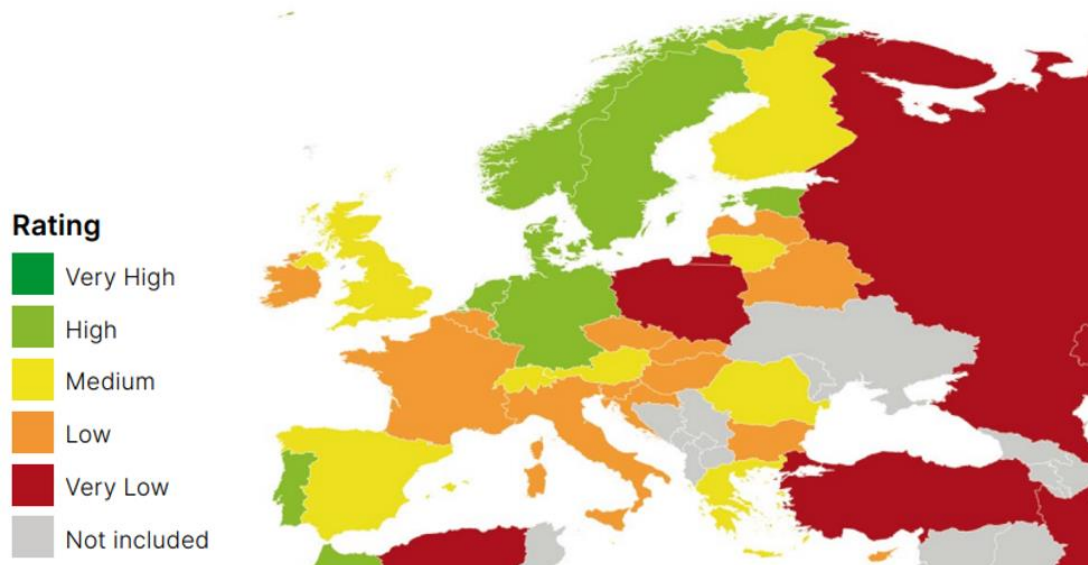 Rating
Very High
High
Medium
Low
Very Low
Not included